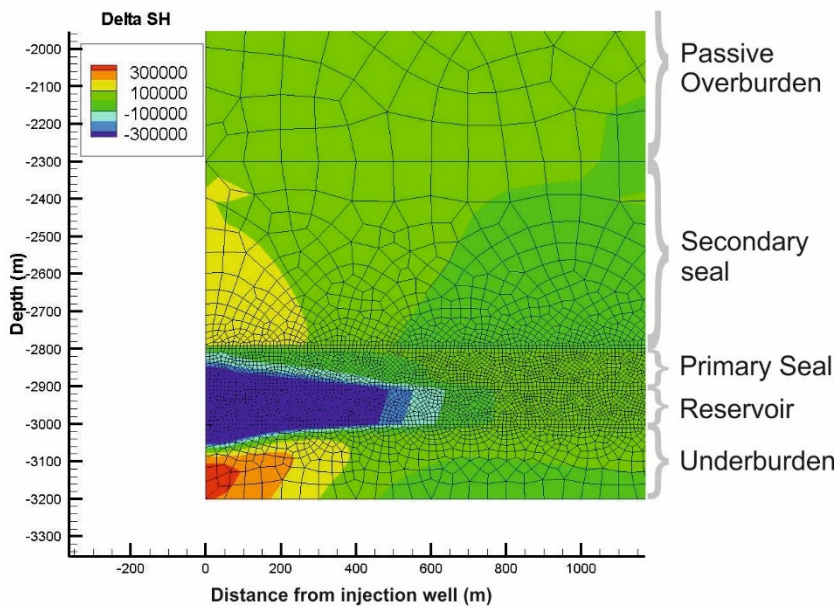 Delta SH
300000
100000
-100000
-300000
-2000
-2100
-2200
-2300
-2400
-2500
-2600
-2700
-2800
-2900
-3000
-3100
-3200
-3300
Depth (m)
-200
0
200
400
600
800
1000
Distance from injection well (m)
Passive
Overburden
Secondary
seal
Primary Seal
Reservoir
Underburden